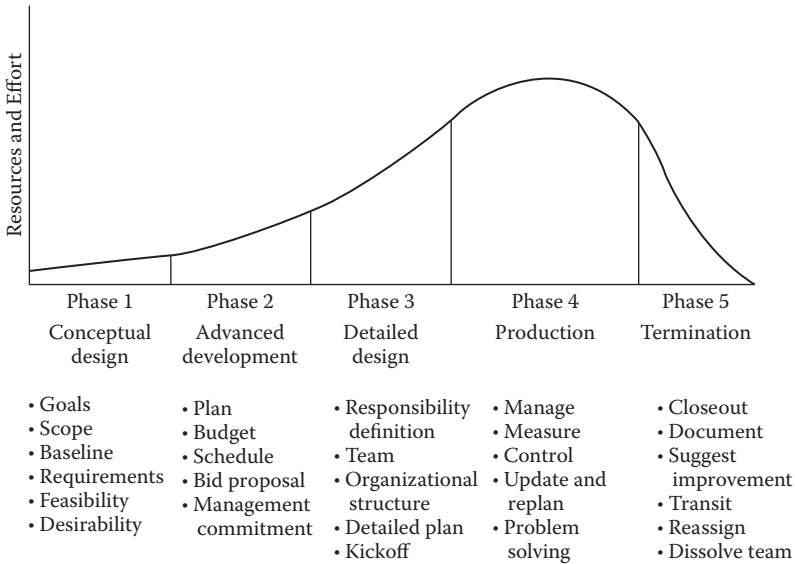 Resources and Effort
Phase 1
Conceptual
design
• Goals
• Scope
• Baseline
• Requirements
• Feasibility
• Desirability
Phase 2
Advanced
development
• Plan
• Budget
• Schedule
• Bid proposal
• Management
commitment
Phase 3
Detailed
design
• Responsibility
definition
• Team
• Organizational
structure
• Detailed plan
• Kickoff
Phase 4
Production
• Manage
• Measure
• Control
• Update and
replan
• Problem
solving
Phase 5
Termination
• Closeout
• Document
• Suggest
improvement
• Transit
• Reassign
• Dissolve team